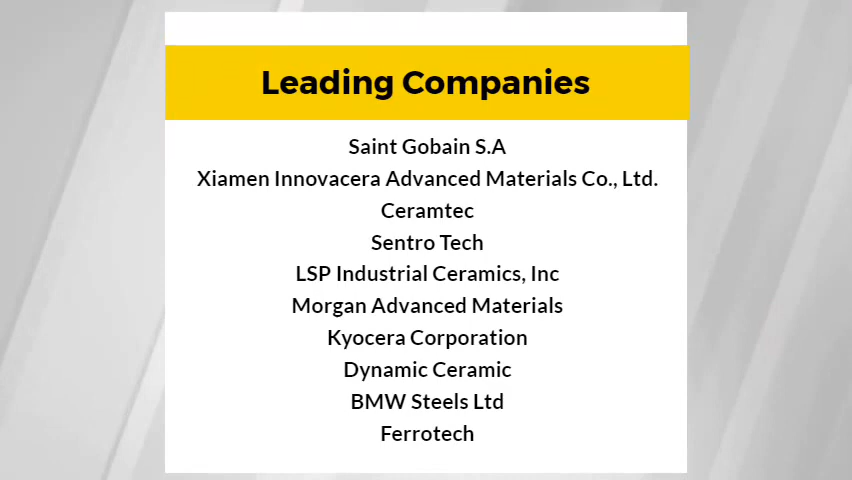 Leading Companies
Saint Gobain S.A
Xiamen Innovacera Advanced Materials Co., Ltd.
Ceramtec
Sentro Tech
LSP Industrial Ceramics, Inc
Morgan Advanced Materials
Kyocera Corporation
Dynamic Ceramic
BMW Steels Ltd
Ferrotech